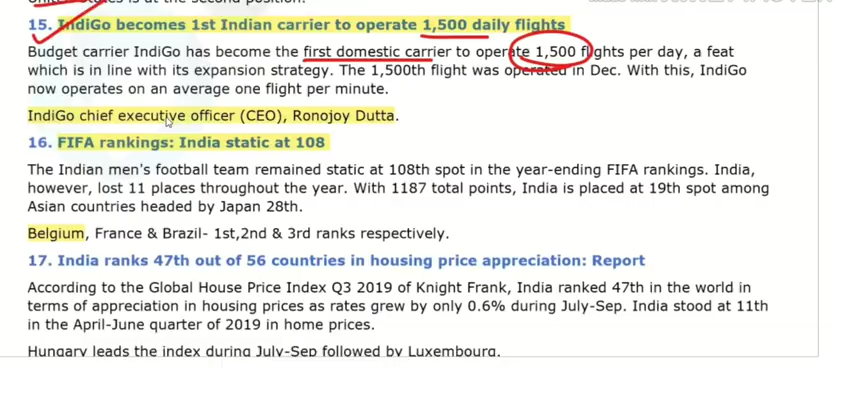 United States is at the second position.
15. IndiGo becomes 1st Indian carrier to operate 1,500 daily flights
Budget carrier IndiGo has become the first domestic carrier to operate 1,500 flights per day, a feat
which is in line with its expansion strategy. The 1,500th flight was operated in Dec. With this, IndiGo
now operates on an average one flight per minute.
IndiGo chief executive officer (CEO), Ronojoy Dutta.
16. FIFA rankings: India static at 108
The Indian men's football team remained static at 108th spot in the year-ending FIFA rankings. India,
however, lost 11 places throughout the year. With 1187 total points, India is placed at 19th spot among
Asian countries headed by Japan 28th.
Belgium, France & Brazil- 1st,2nd & 3rd ranks respectively.
17. India ranks 47th out of 56 countries in housing price appreciation: Report
According to the Global House Price Index Q3 2019 of Knight Frank, India ranked 47th in the world in
terms of appreciation in housing prices as rates grew by only 0.6% during July-Sep. India stood at 11th
in the April-June quarter of 2019 in home prices.
Hungary leads the index during July-Sep followed by Luxembourg.